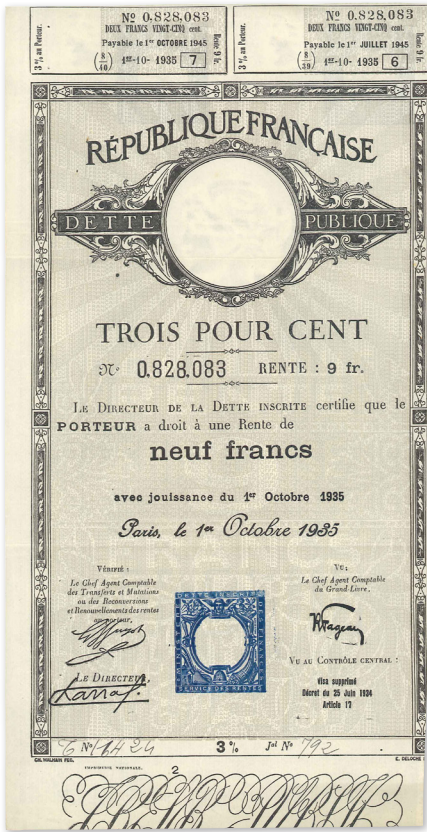 Nº 0.828.083
DEUX FRANCS VINGT-CINQ cent.
Payable le 1er OCTOBRE 1945
(8/40) 1er-10- 1935 7
3 % au Porteur.
Rente 9 fr.
Nº 0.828.083
DEUX FRANCS VINGT-CINQ cent.
Payable le 1er JUILLET 1945
(8/39) 1er-10- 1935 6
3 % au Porteur.
Rente 9 fr.
RÉPUBLIQUE FRANÇAISE
DETTE PUBLIQUE
TROIS POUR CENT
Nº 0.828.083 RENTE : 9 fr.
LE DIRECTEUR DE LA DETTE INSCRITE certifie que le
PORTEUR a droit à une Rente de
neuf francs
avec jouissance du 1er Octobre 1935
Paris, le 1er Octobre 1935
VÉRIFIÉ :
Le Chef Agent Comptable
des Transferts et Mutations
ou des Reconversions
et Renouvellements des rentes
au porteur,
LE DIRECTEUR,
SERVICE DES RENTES
VU :
Le Chef Agent Comptable
du Grand-Livre,
VU AU CONTRÔLE CENTRAL :
Visa supprimé
Décret du 25 Juin 1934
Article 17
3 % Jal Nº 792
CH. WALHAIN FEC.
E. DELOCHE
IMPRIMERIE NATIONALE.
2